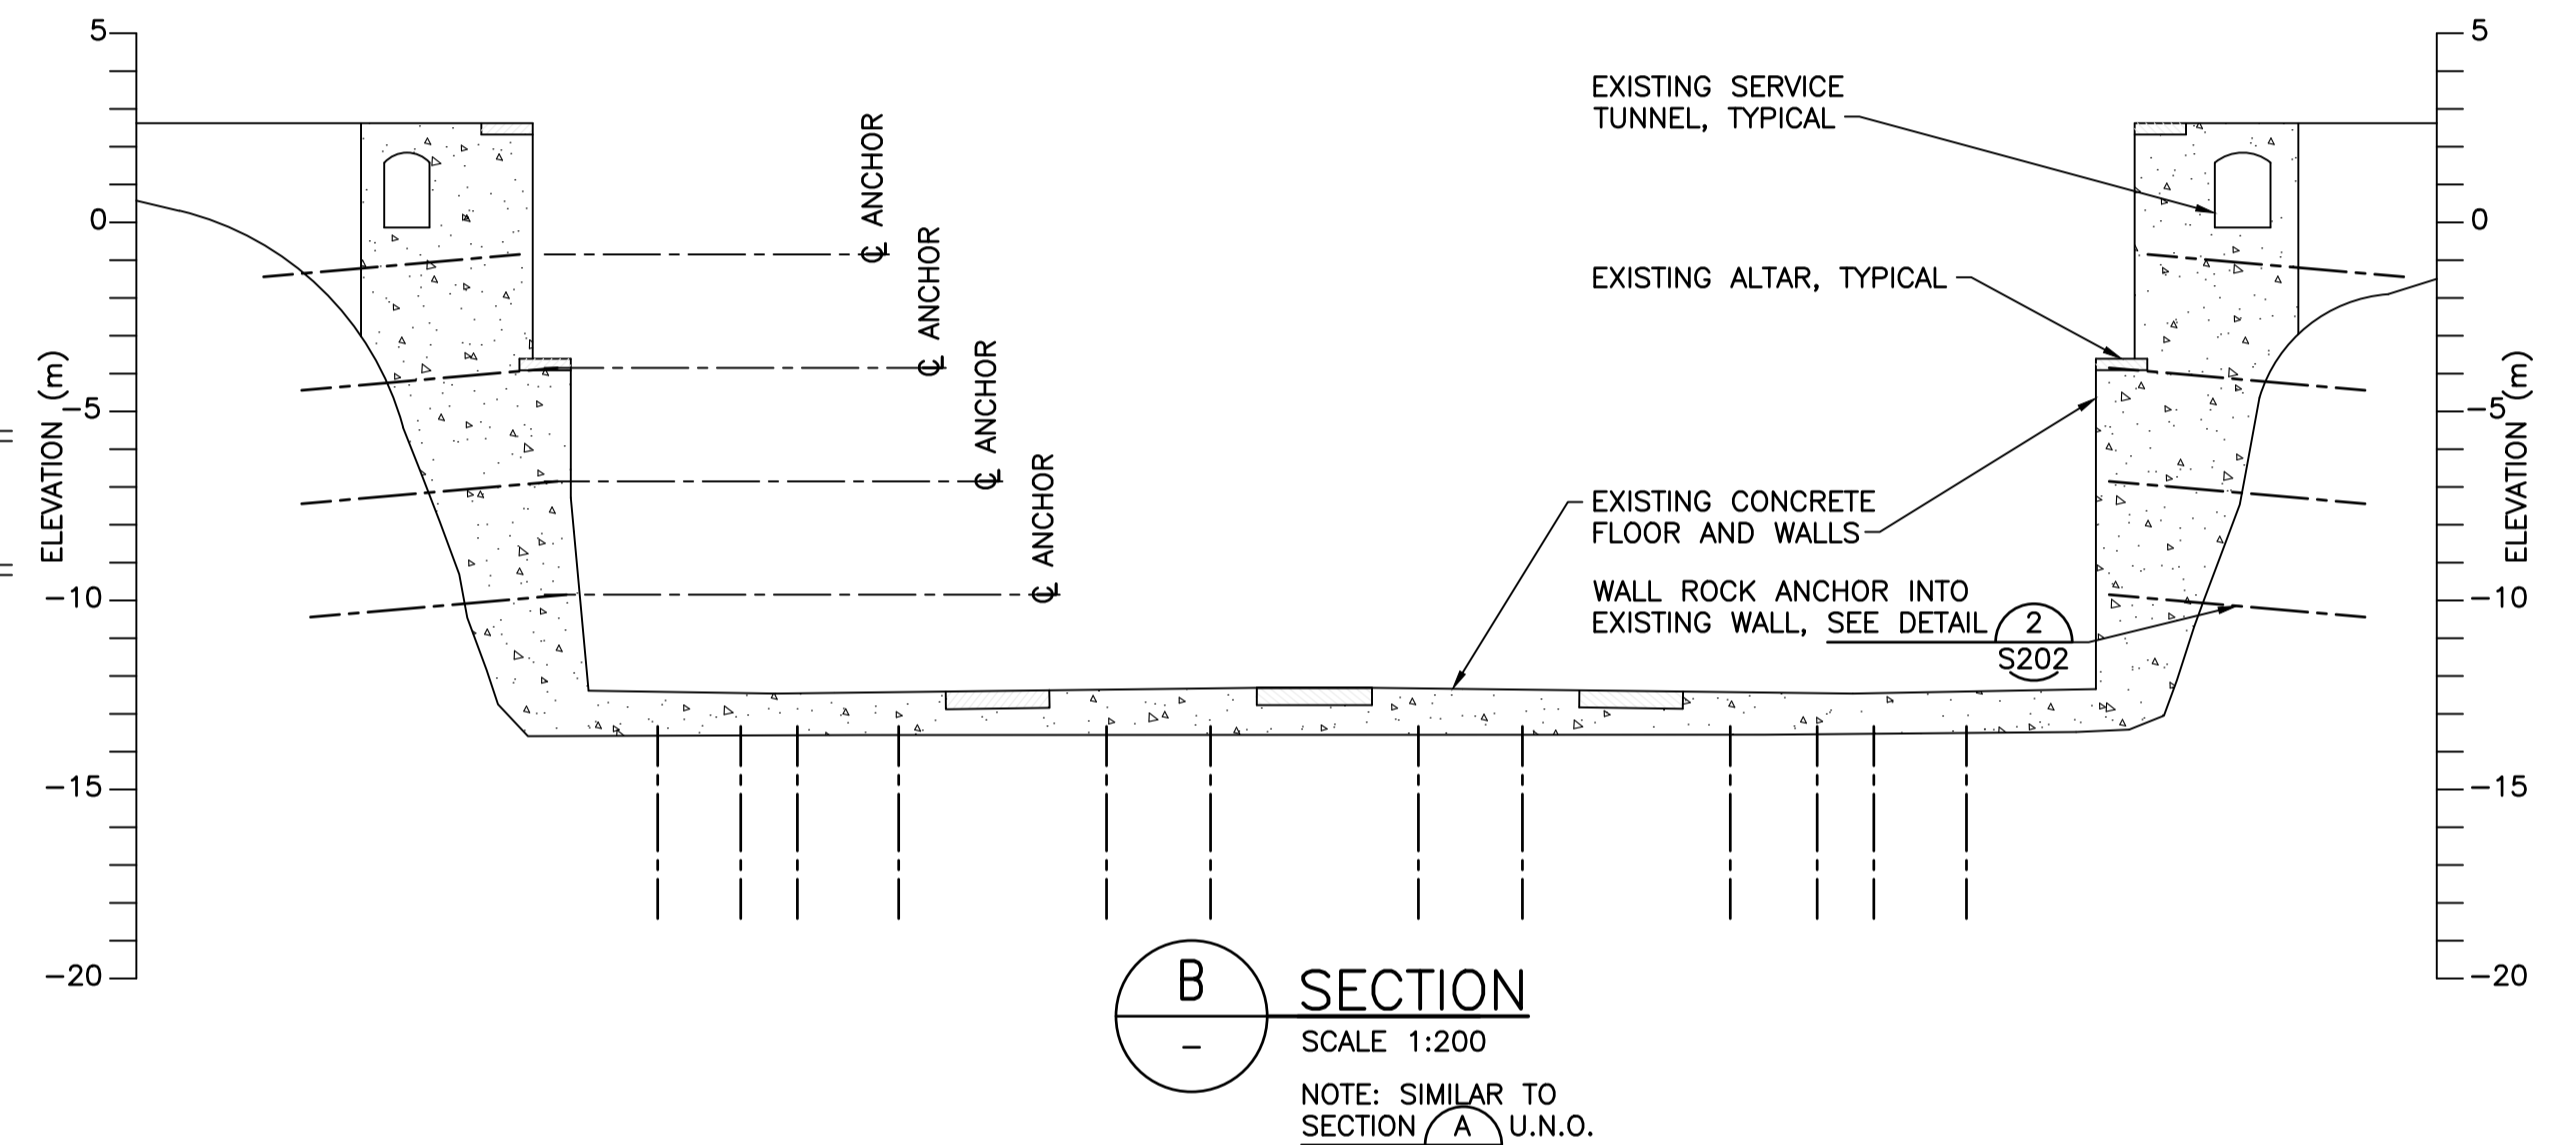 5
0
-5
-10
-15
-20
ELEVATION (m)
℄ ANCHOR
℄ ANCHOR
℄ ANCHOR
℄ ANCHOR
EXISTING SERVICE
TUNNEL, TYPICAL
EXISTING ALTAR, TYPICAL
EXISTING CONCRETE
FLOOR AND WALLS
WALL ROCK ANCHOR INTO
EXISTING WALL, SEE DETAIL 2
S202
5
0
-5
-10
-15
-20
ELEVATION (m)
B
-
SECTION
SCALE 1:200
NOTE: SIMILAR TO
SECTION A U.N.O.